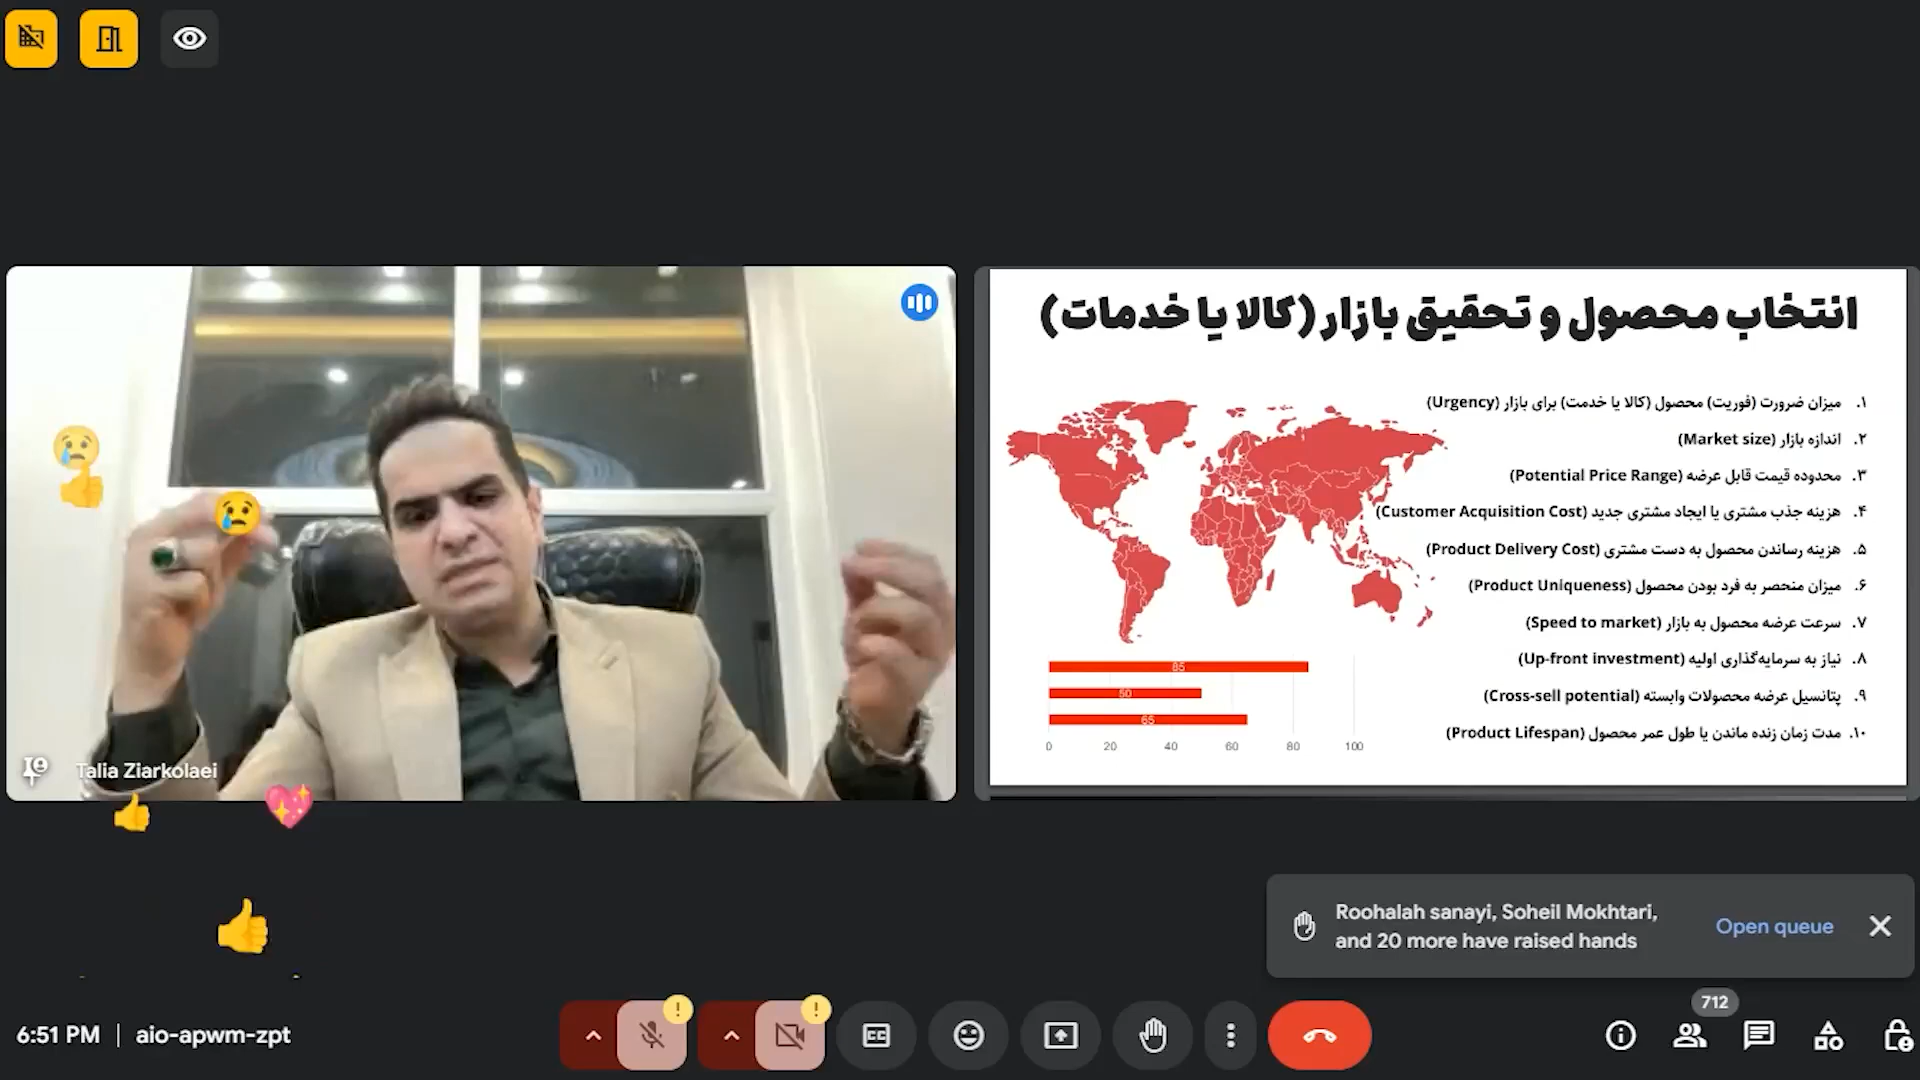 Talia Ziarkolaei
انتخاب محصول و تحقیق بازار (کالا یا خدمات)
۱. میزان ضرورت (فوریت) محصول (کالا یا خدمت) برای بازار (Urgency)
۲. اندازه بازار (Market size)
۳. محدوده قیمت قابل عرضه (Potential Price Range)
۴. هزینه جذب مشتری یا ایجاد مشتری جدید (Customer Acquisition Cost)
۵. هزینه رساندن محصول به دست مشتری (Product Delivery Cost)
۶. میزان منحصر به فرد بودن محصول (Product Uniqueness)
۷. سرعت عرضه محصول به بازار (Speed to market)
۸. نیاز به سرمایه‌گذاری اولیه (Up-front investment)
۹. پتانسیل عرضه محصولات وابسته (Cross-sell potential)
۱۰. مدت زمان زنده ماندن یا طول عمر محصول (Product Lifespan)
85
50
65
0 20 40 60 80 100
Roohalah sanayi, Soheil Mokhtari,
and 20 more have raised hands
Open queue
712
6:51 PM | aio-apwm-zpt